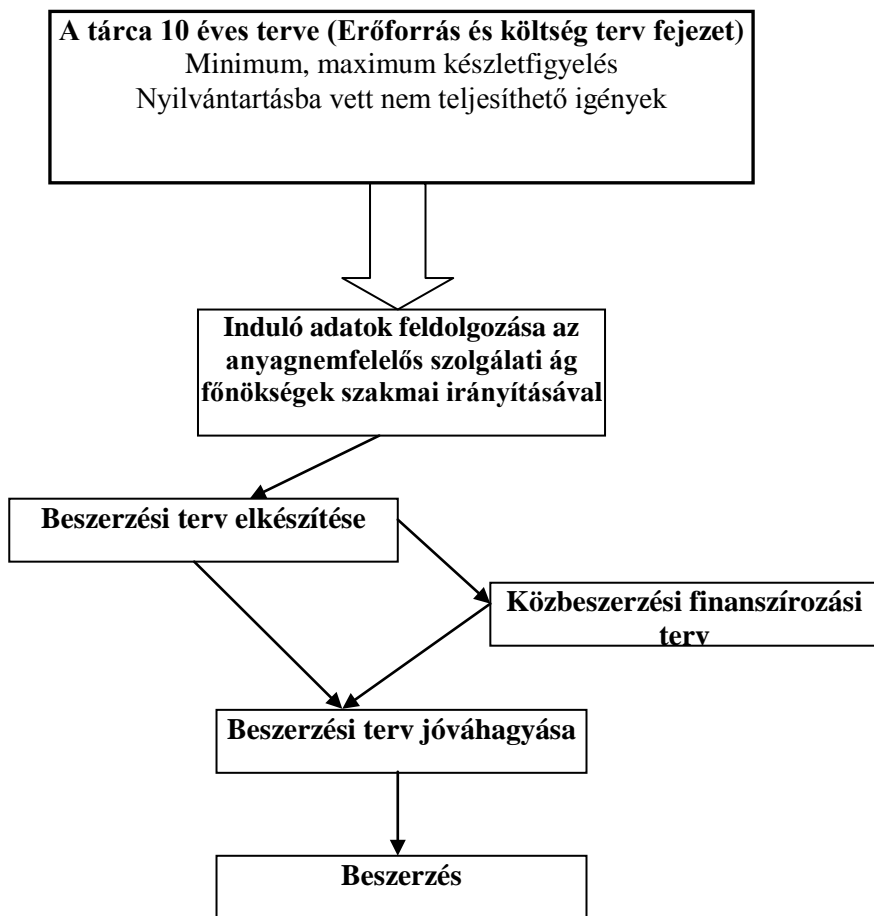 A tárca 10 éves terve (Erőforrás és költség terv fejezet)
Minimum, maximum készletfigyelés
Nyilvántartásba vett nem teljesíthető igények
Induló adatok feldolgozása az
anyagnemfelelős szolgálati ág
főnökségek szakmai irányításával
Beszerzési terv elkészítése
Közbeszerzési finanszírozási
terv
Beszerzési terv jóváhagyása
Beszerzés